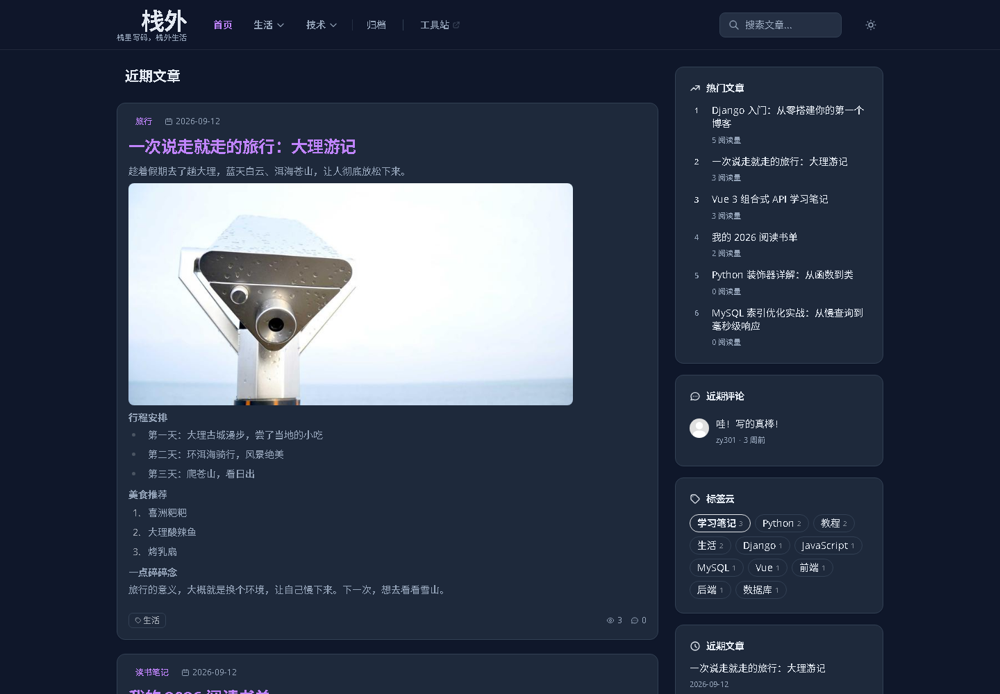 栈外
栈里写码，栈外生活
首页
生活
技术
归档
工具站
搜索文章...
近期文章
旅行
2026-09-12
一次说走就走的旅行：大理游记
趁着假期去了趟大理，蓝天白云、洱海苍山，让人彻底放松下来。
行程安排
第一天：大理古城漫步，尝了当地的小吃
第二天：环洱海骑行，风景绝美
第三天：爬苍山，看日出
美食推荐
1. 喜洲粑粑
2. 大理酸辣鱼
3. 烤乳扇
一点碎碎念
旅行的意义，大概就是换个环境，让自己慢下来。下一次，想去看看雪山。
生活
3
0
读书笔记
2026-09-12
我的 2026 阅读书单
热门文章
1
Django 入门：从零搭建你的第一个
博客
5 阅读量
2
一次说走就走的旅行：大理游记
3 阅读量
3
Vue 3 组合式 API 学习笔记
3 阅读量
4
我的 2026 阅读书单
2 阅读量
5
Python 装饰器详解：从函数到类
0 阅读量
6
MySQL 索引优化实战：从慢查询到
毫秒级响应
0 阅读量
近期评论
哇！写的真棒！
zy301 · 3 周前
标签云
学习笔记 3
Python 2
教程 2
生活 2
Django 1
JavaScript 1
MySQL 1
Vue 1
前端 1
后端 1
数据库 1
近期文章
一次说走就走的旅行：大理游记
2026-09-12